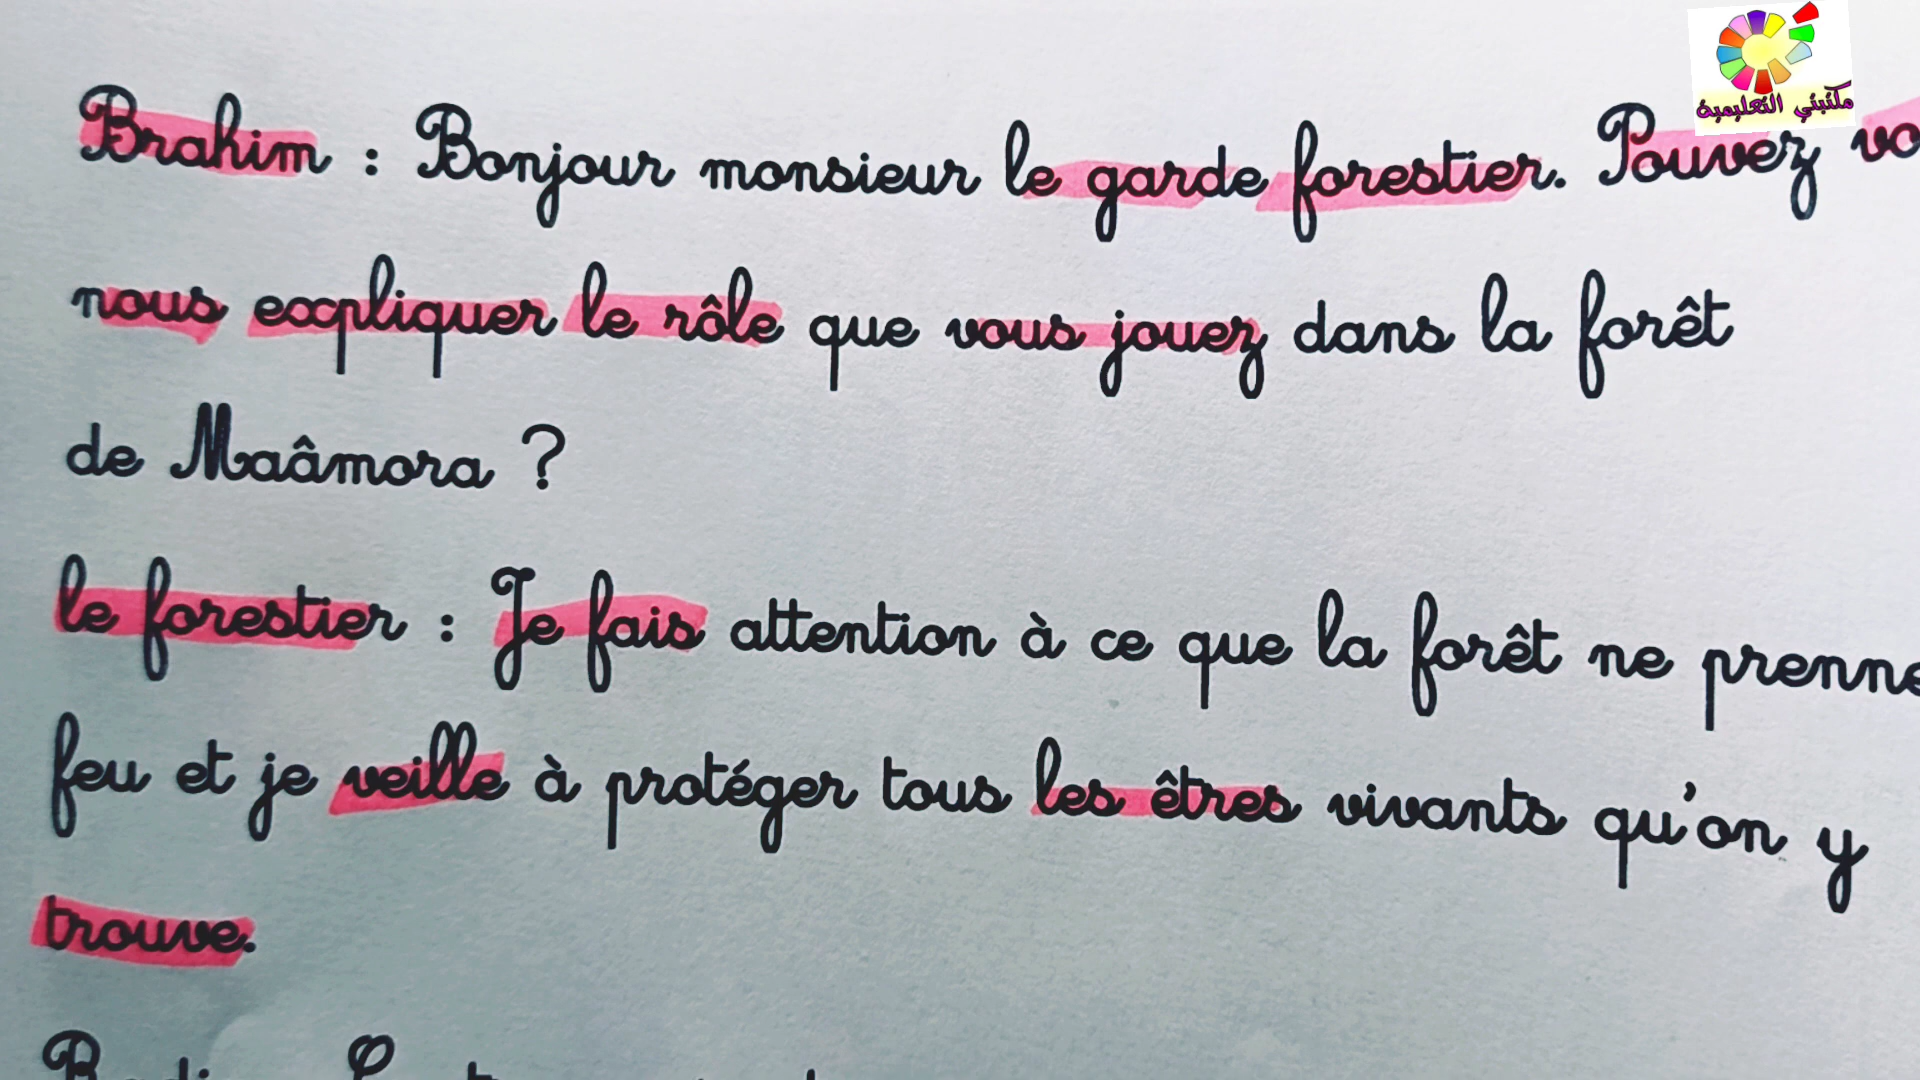 مكتبتي التعليمية
Brahim : Bonjour monsieur le garde forestier. Pouvez
nous expliquer le rôle que vous jouez dans la forêt
de Maâmora ?
le forestier : Je fais attention à ce que la forêt ne prenne
feu et je veille à protéger tous les êtres vivants qu'on y
trouve.